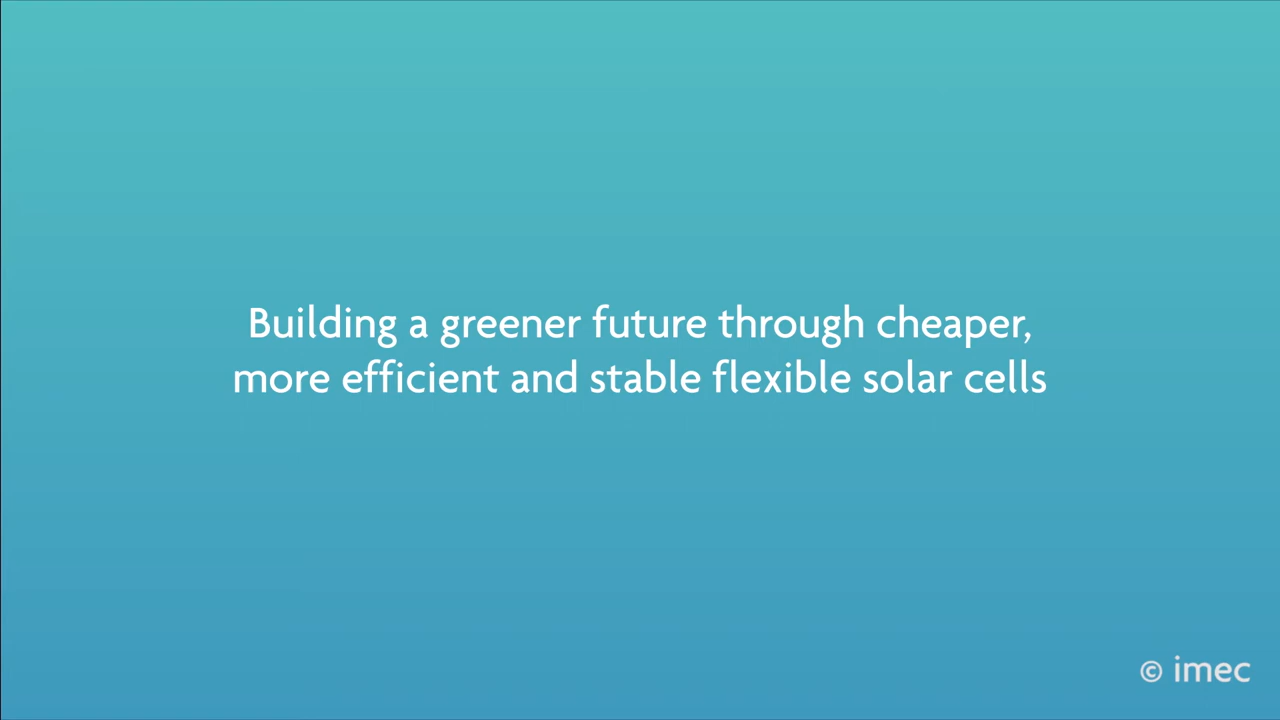 Building a greener future through cheaper,
more efficient and stable flexible solar cells
© imec